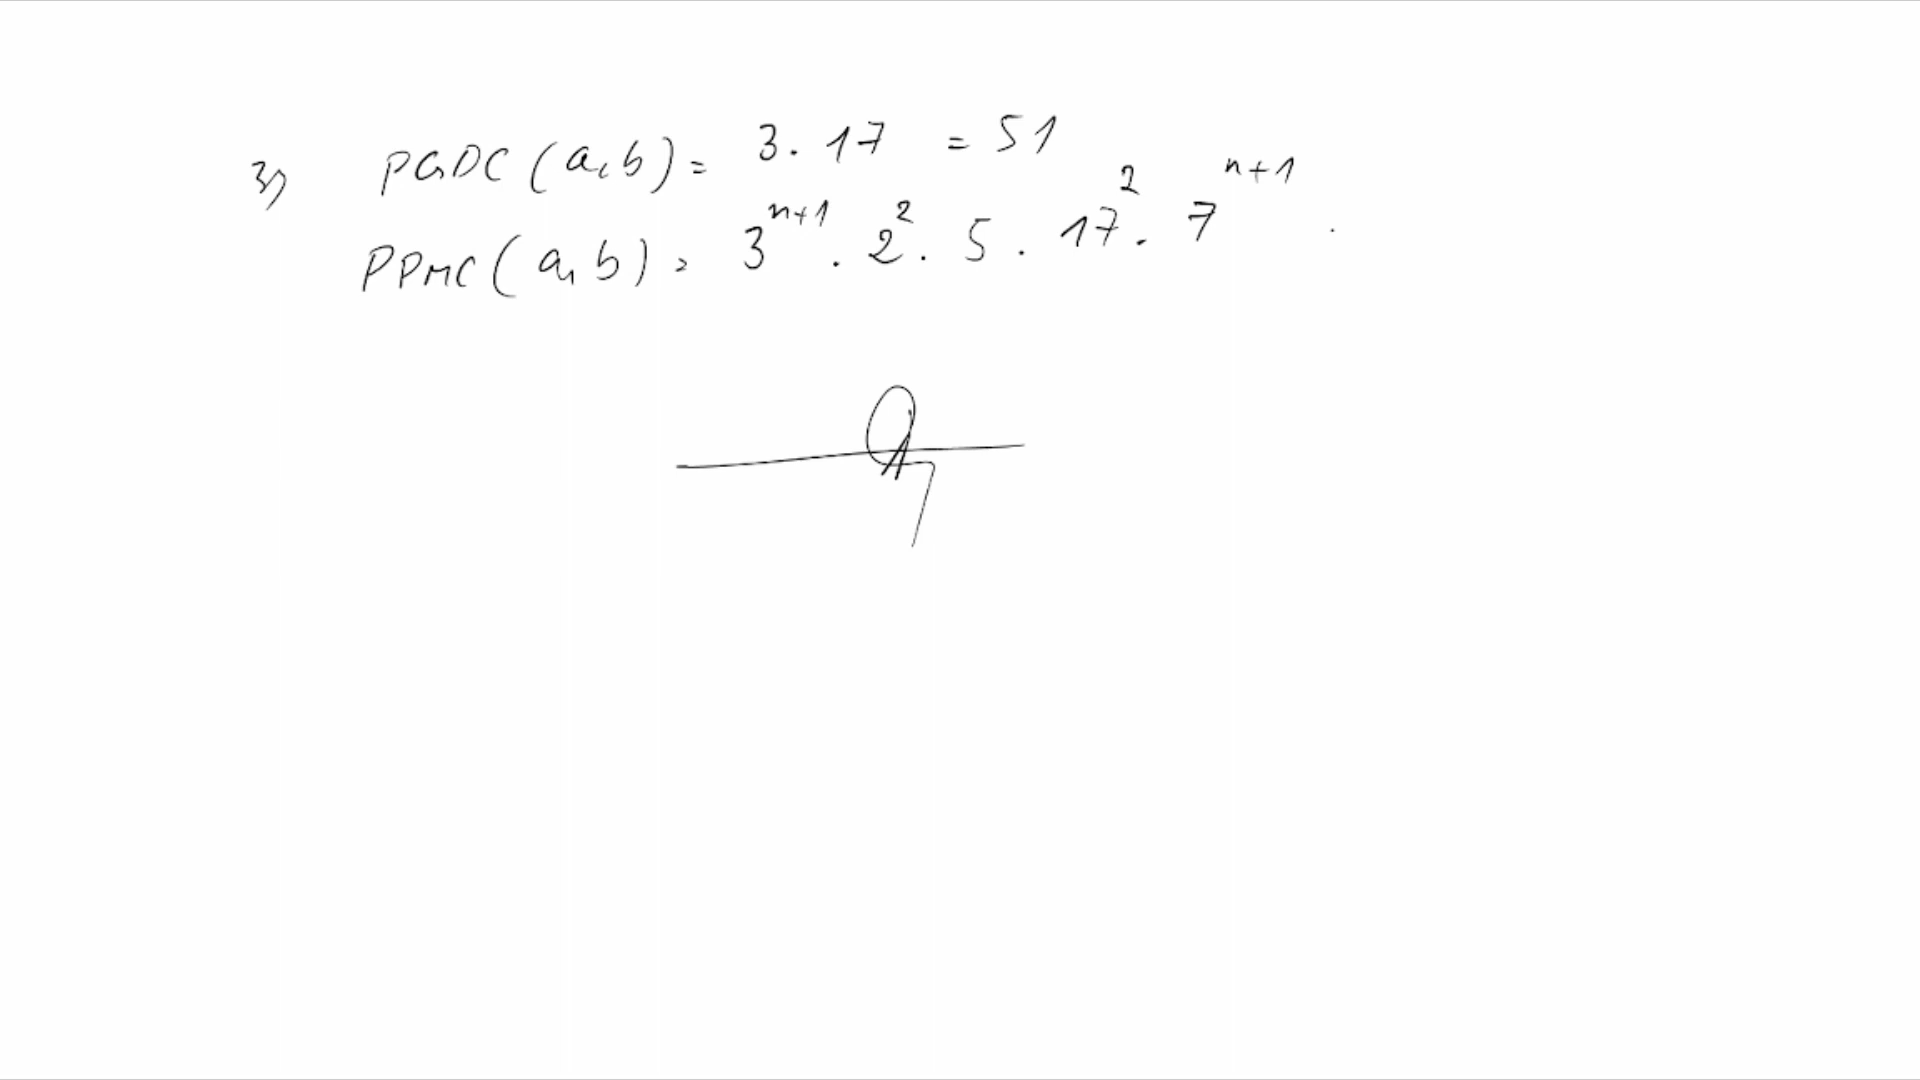 3) PGDC (a,b) = 3 . 17 = 51
PPMC (a,b) = 3^{n+1} . 2^2 . 5 . 17^2 . 7^{n+1} .